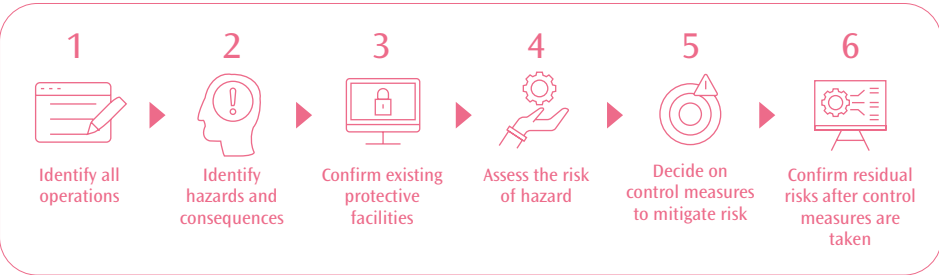 1
Identify all
operations
2
Identify
hazards and
consequences
3
Confirm existing
protective
facilities
4
Assess the risk
of hazard
5
Decide on
control measures
to mitigate risk
6
Confirm residual
risks after control
measures are
taken